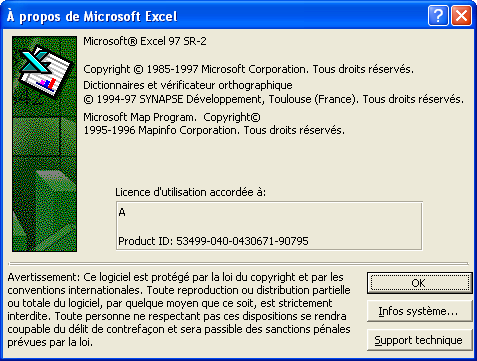 À propos de Microsoft Excel
Microsoft® Excel 97 SR-2
Copyright © 1985-1997 Microsoft Corporation. Tous droits réservés.
Dictionnaires et vérificateur orthographique
© 1994-97 SYNAPSE Développement, Toulouse (France). Tous droits réservés.
Microsoft Map Program.  Copyright©
1995-1996 Mapinfo Corporation. Tous droits réservés.
Licence d'utilisation accordée à:
A
Product ID: 53499-040-0430671-90795
Avertissement: Ce logiciel est protégé par la loi du copyright et par les
conventions internationales. Toute reproduction ou distribution partielle
ou totale du logiciel, par quelque moyen que ce soit, est strictement
interdite. Toute personne ne respectant pas ces dispositions se rendra
coupable du délit de contrefaçon et sera passible des sanctions pénales
prévues par la loi.
OK
Infos système...
Support technique